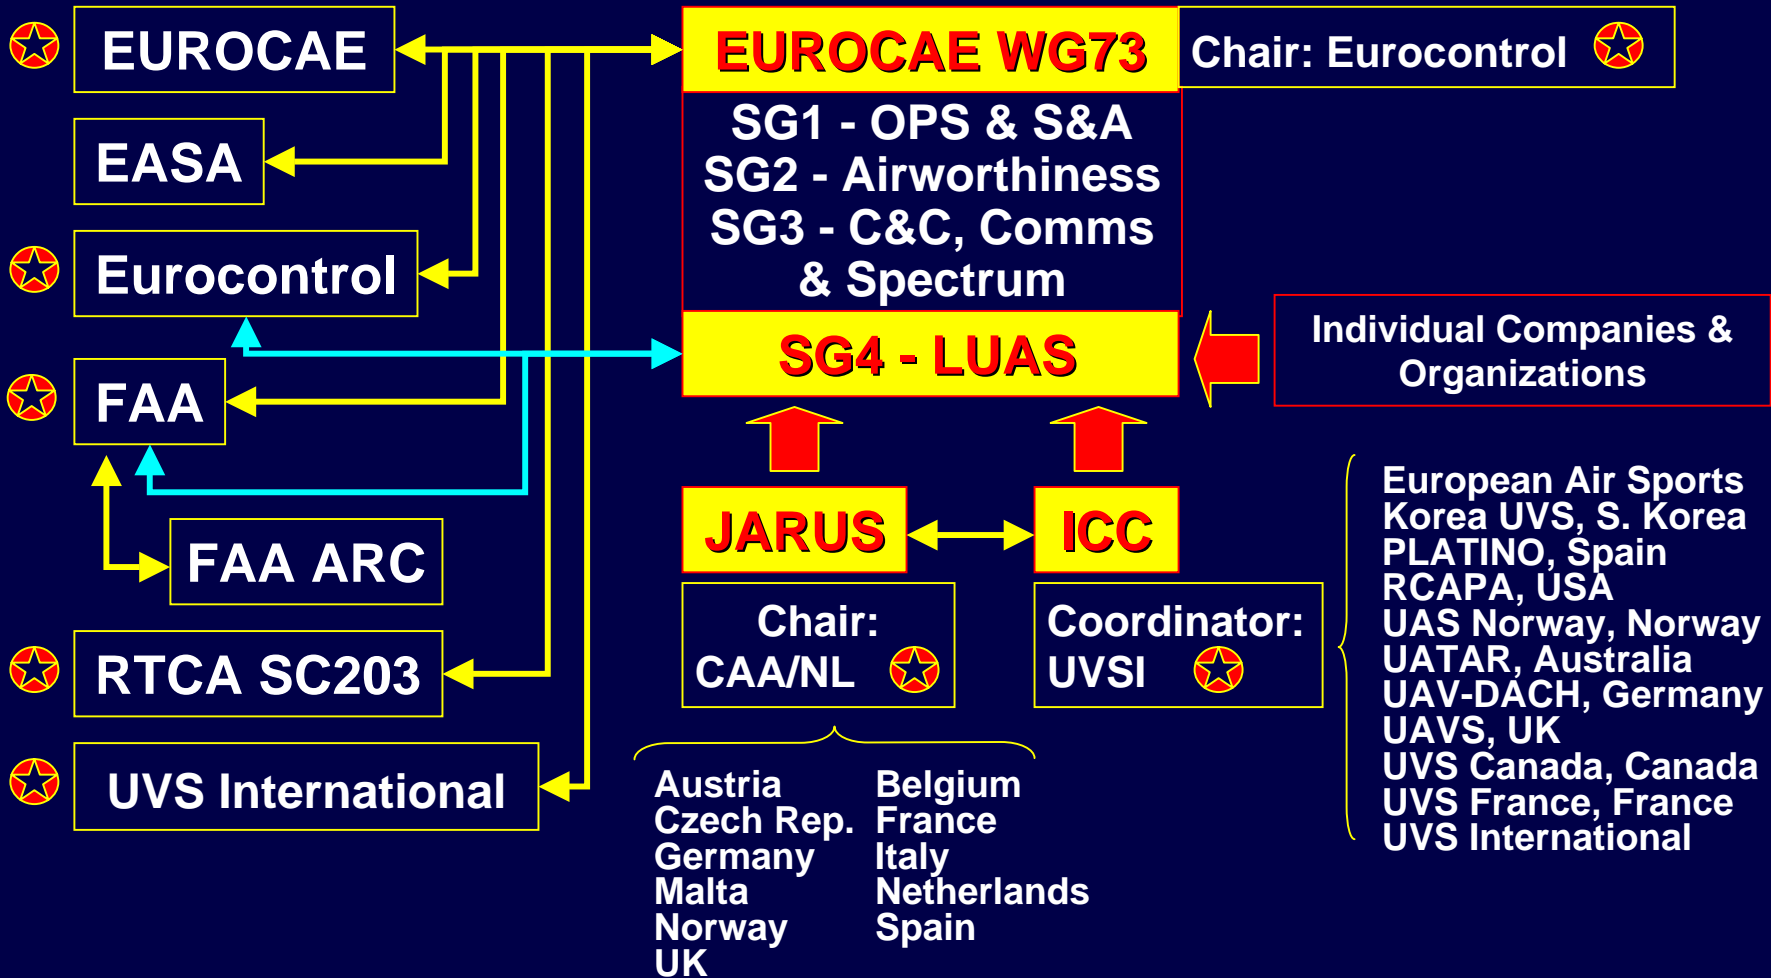 EUROCAE
EASA
Eurocontrol
FAA
FAA ARC
RTCA SC203
UVS International
EUROCAE WG73
Chair: Eurocontrol
SG1 - OPS & S&A
SG2 - Airworthiness
SG3 - C&C, Comms
& Spectrum
SG4 - LUAS
Individual Companies &
Organizations
JARUS
ICC
Chair:
CAA/NL
Coordinator:
UVSI
Austria
Czech Rep.
Germany
Malta
Norway
UK
Belgium
France
Italy
Netherlands
Spain
European Air Sports
Korea UVS, S. Korea
PLATINO, Spain
RCAPA, USA
UAS Norway, Norway
UATAR, Australia
UAV-DACH, Germany
UAVS, UK
UVS Canada, Canada
UVS France, France
UVS International